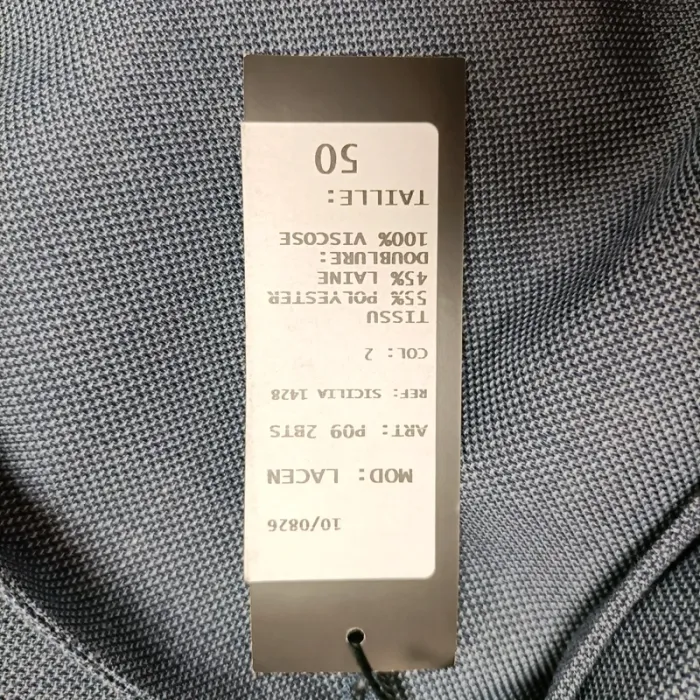 10/0826
MOD: LACEN
ART: P09 2BTS
REF: SICILIA 1428
COL: 2
TISSU
55% POLYESTER
45% LAINE
DOUBLURE:
100% VISCOSE
TAILLE:
50